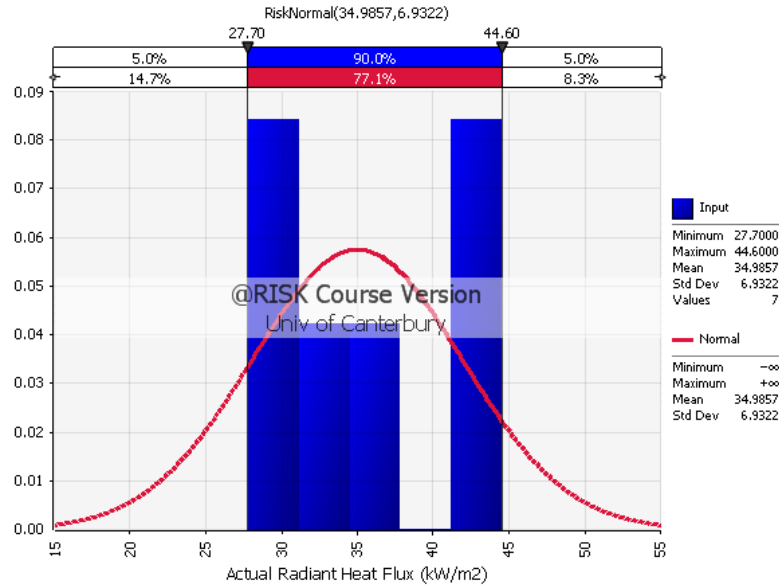 RiskNormal(34.9857,6.9322)
27.70 44.60
5.0% 90.0% 5.0%
14.7% 77.1% 8.3%
0.09
0.08
0.07
0.06
0.05
0.04
0.03
0.02
0.01
0.00
@RISK Course Version
Univ of Canterbury
15 20 25 30 35 40 45 50 55
Actual Radiant Heat Flux (kW/m2)
Input
Minimum 27.7000
Maximum 44.6000
Mean 34.9857
Std Dev 6.9322
Values 7
Normal
Minimum −∞
Maximum +∞
Mean 34.9857
Std Dev 6.9322